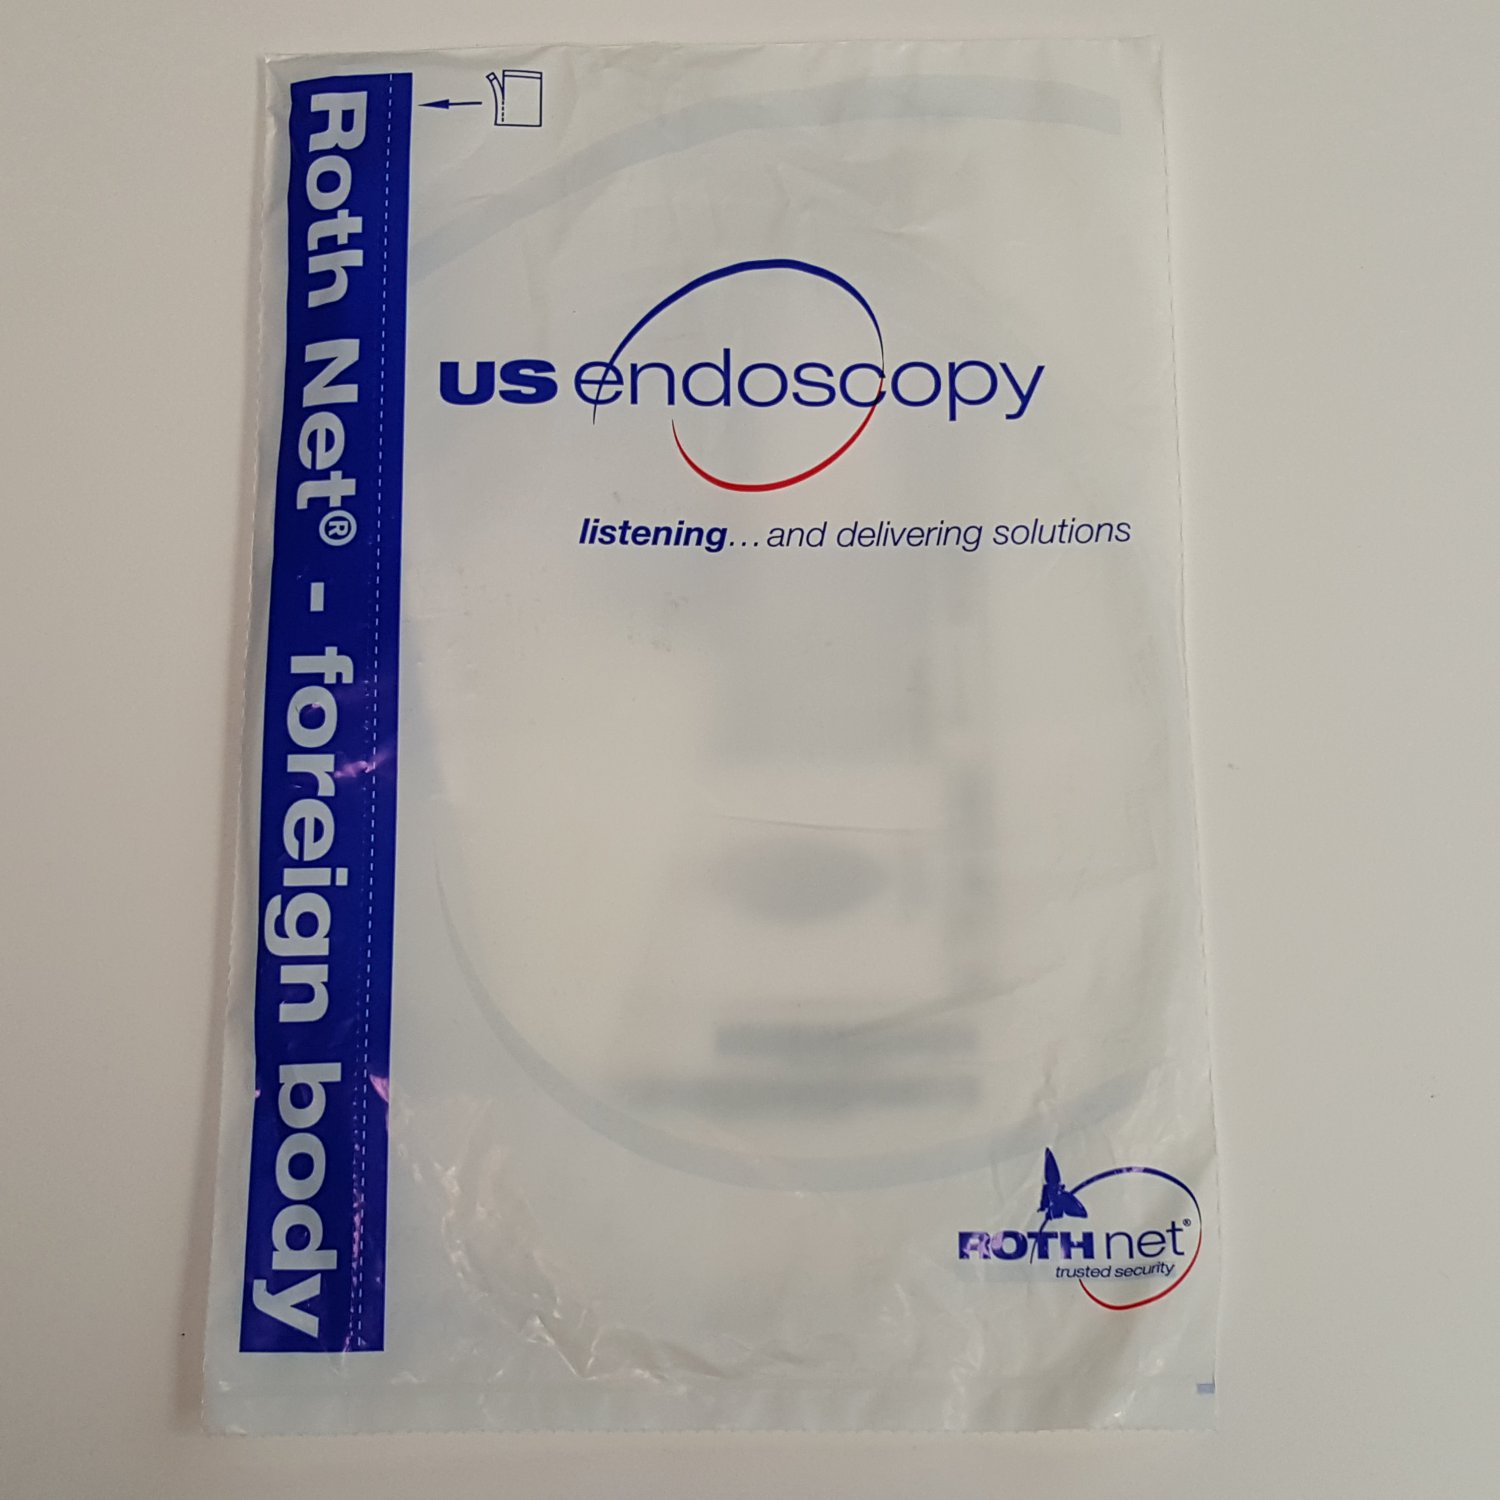 Roth Net® - foreign body
US endoscopy
listening...and delivering solutions
ROTH net®
trusted security